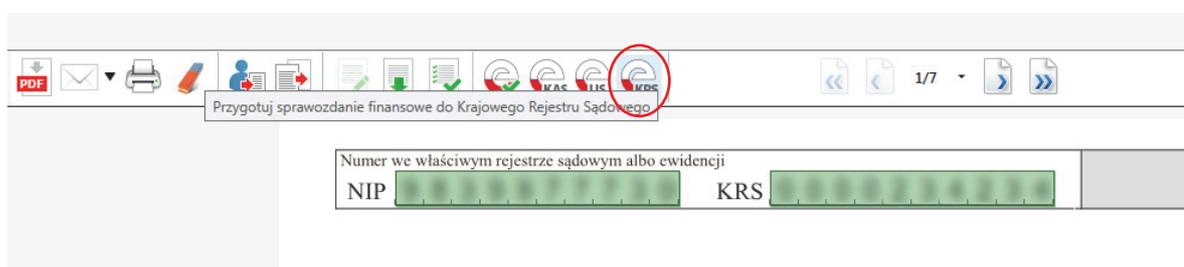 PDF
KAS
US
KRS
1/7
Przygotuj sprawozdanie finansowe do Krajowego Rejestru Sądowego
Numer we właściwym rejestrze sądowym albo ewidencji
NIP KRS